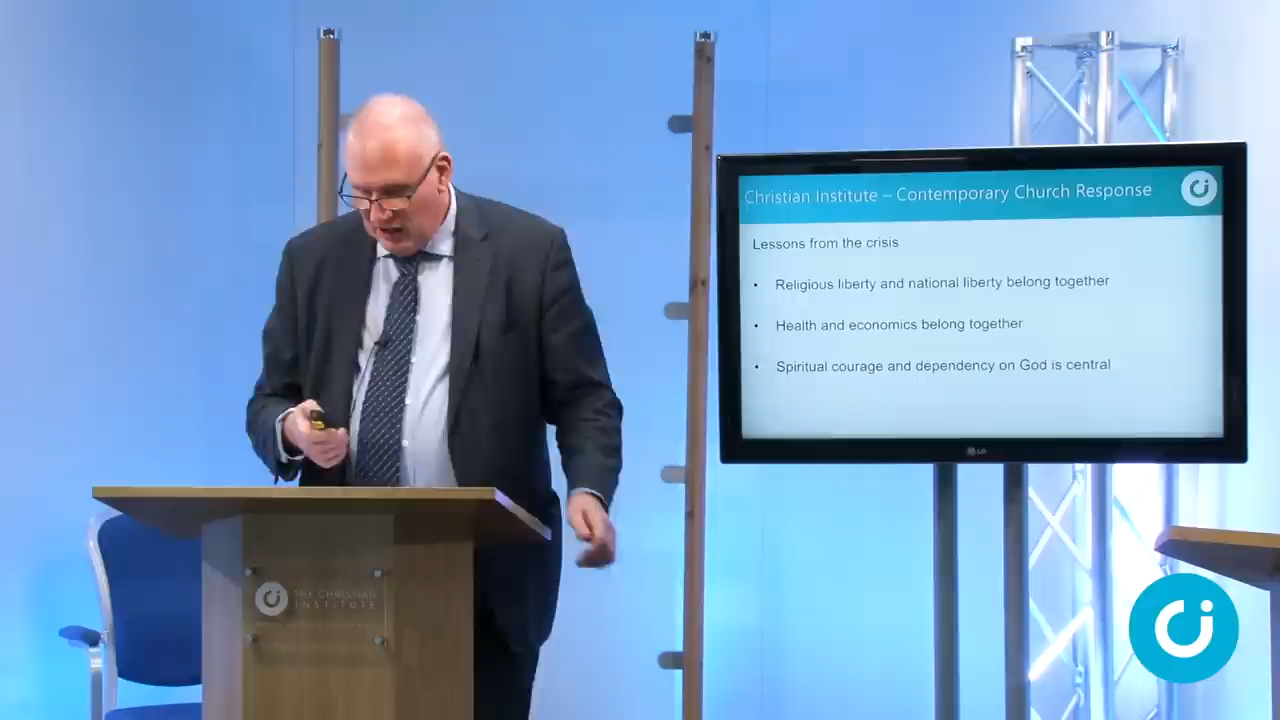 Christian Institute – Contemporary Church Response
Lessons from the crisis
• Religious liberty and national liberty belong together
• Health and economics belong together
• Spiritual courage and dependency on God is central
LG
THE CHRISTIAN
INSTITUTE